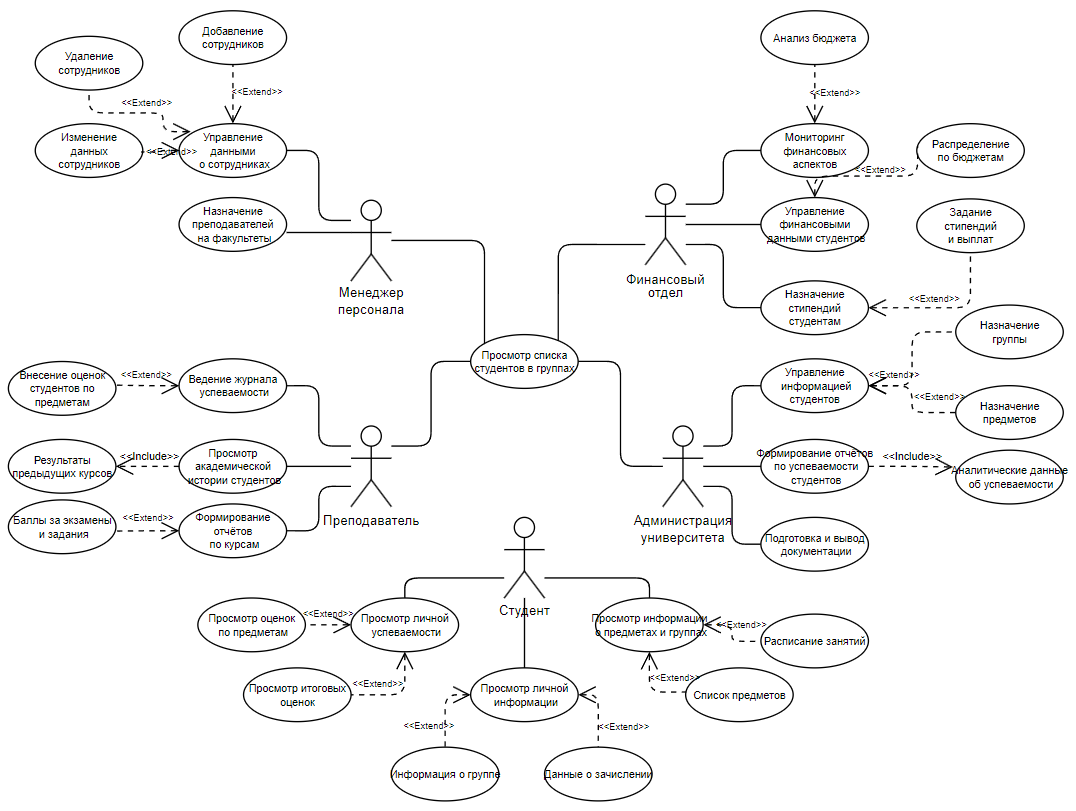 Добавление
сотрудников
Удаление
сотрудников
<<Extend>>
<<Extend>>
Изменение
данных
сотрудников
<<Extend>>
Управление
данными
о сотрудниках
Назначение
преподавателей
на факультеты
Менеджер
персонала
Анализ бюджета
<<Extend>>
Мониторинг
финансовых
аспектов
Распределение
по бюджетам
<<Extend>>
Управление
финансовыми
данными студентов
Задание
стипендий
и выплат
Финансовый
отдел
Назначение
стипендий
студентам
<<Extend>>
Просмотр списка
студентов в группах
Назначение
группы
Управление
информацией
студентов
<<Extend>>
<<Extend>>
Назначение
предметов
Внесение оценок
студентов по
предметам
<<Extend>>
Ведение журнала
успеваемости
Результаты
предыдущих курсов
<<Include>>
Просмотр
академической
истории студентов
Баллы за экзамены
и задания
<<Extend>>
Формирование
отчётов
по курсам
Преподаватель
Администрация
университета
Формирование отчётов
по успеваемости
студентов
<<Include>>
Аналитические данные
об успеваемости
Подготовка и вывод
документации
Студент
Просмотр оценок
по предметам
<<Extend>>
Просмотр личной
успеваемости
Просмотр информации
о предметах и группах
<<Extend>>
Расписание занятий
Просмотр итоговых
оценок
<<Extend>>
Просмотр личной
информации
<<Extend>>
Список предметов
<<Extend>>
<<Extend>>
Информация о группе
Данные о зачислении